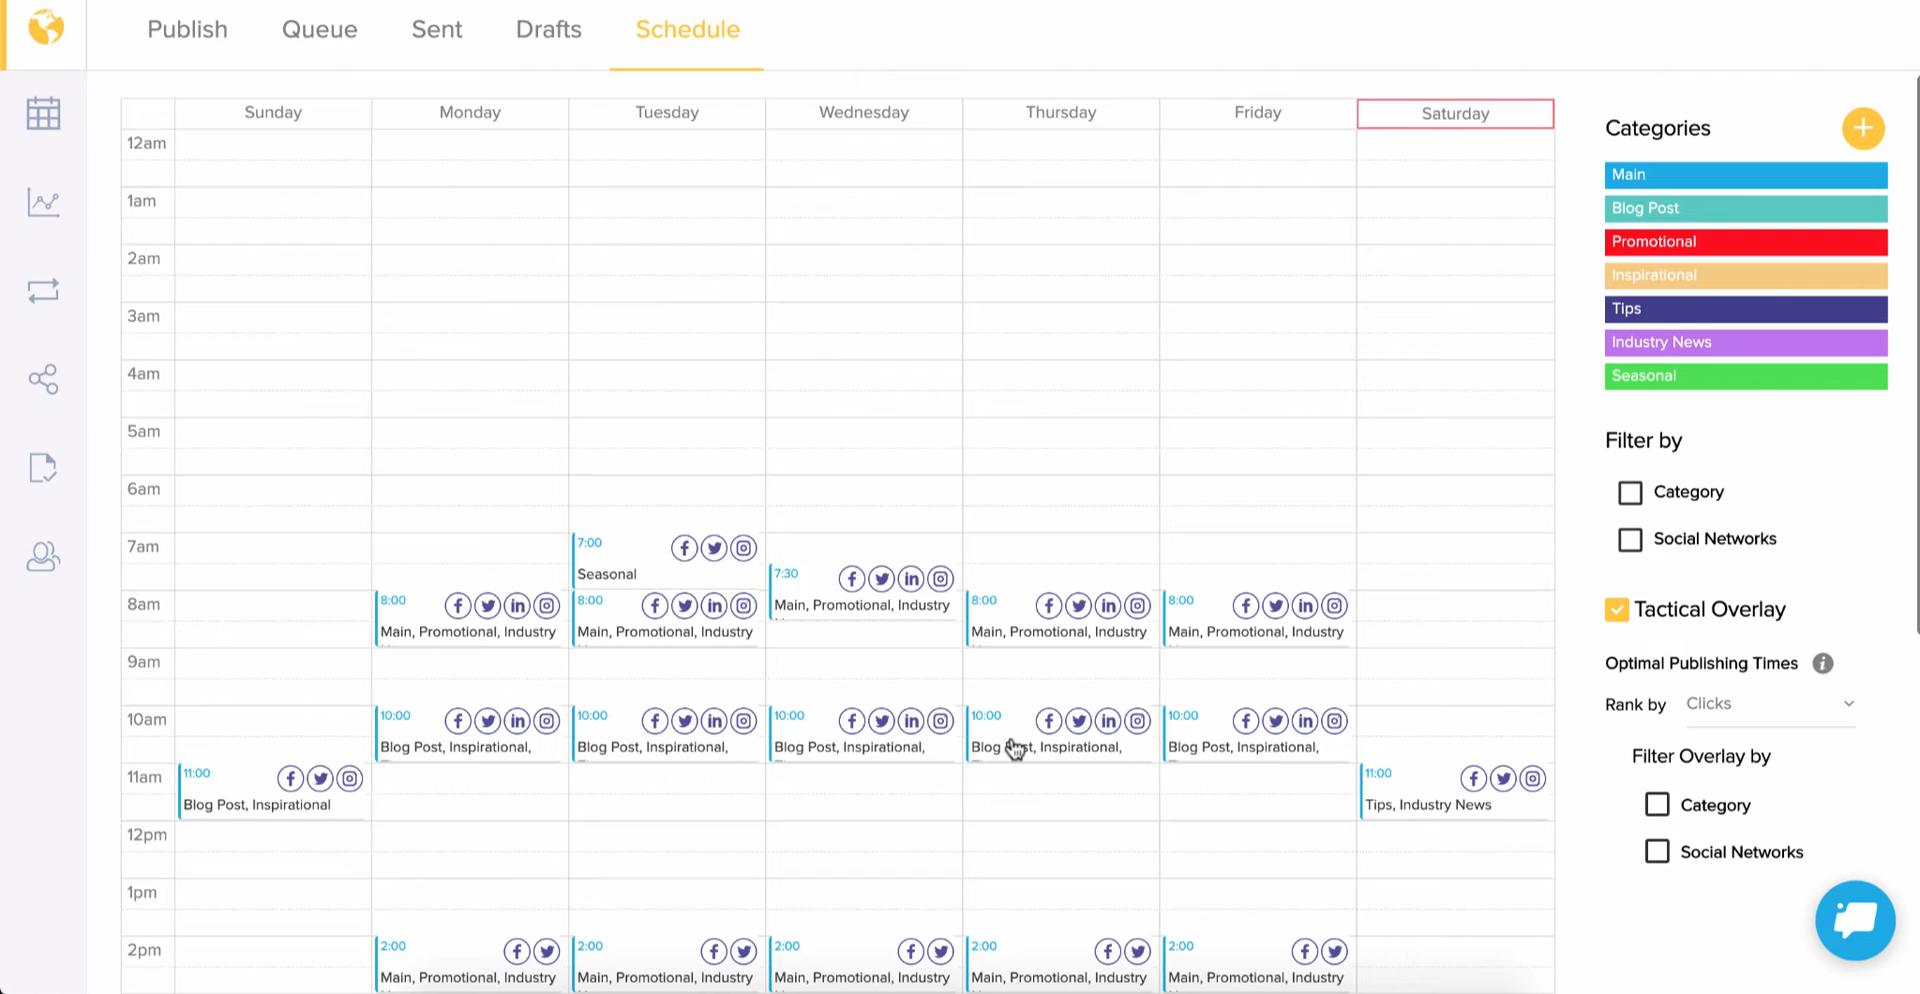 Publish Queue Sent Drafts Schedule
Sunday Monday Tuesday Wednesday Thursday Friday Saturday
12am
1am
2am
3am
4am
5am
6am
7am
7:00
Seasonal
7:30
Main, Promotional, Industry
8am
8:00 8:00 8:00 8:00
Main, Promotional, Industry Main, Promotional, Industry Main, Promotional, Industry Main, Promotional, Industry
9am
10am
10:00 10:00 10:00 10:00 10:00
Blog Post, Inspirational, Blog Post, Inspirational, Blog Post, Inspirational, Blog st, Inspirational, Blog Post, Inspirational,
11am
11:00 11:00
Blog Post, Inspirational Tips, Industry News
12pm
1pm
2pm
2:00 2:00 2:00 2:00 2:00
Main, Promotional, Industry Main, Promotional, Industry Main, Promotional, Industry Main, Promotional, Industry Main, Promotional, Industry
Categories
Main
Blog Post
Promotional
Inspirational
Tips
Industry News
Seasonal
Filter by
Category
Social Networks
Tactical Overlay
Optimal Publishing Times
Rank by Clicks
Filter Overlay by
Category
Social Networks